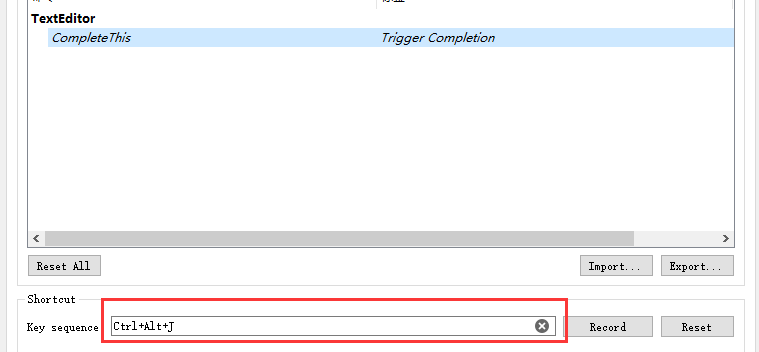 TextEditor
CompleteThis Trigger Completion
Reset All Import... Export...
Shortcut
Key sequence Ctrl+Alt+J Record Reset